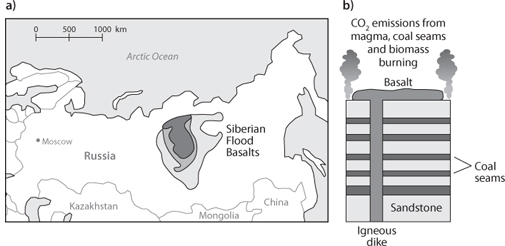 a)
0 500 1000 km
Arctic Ocean
Siberian
Flood
Basalts
Moscow
Russia
Kazakhstan
Mongolia
China
b)
CO₂ emissions from
magma, coal seams
and biomass
burning
Basalt
Coal
seams
Sandstone
Igneous
dike